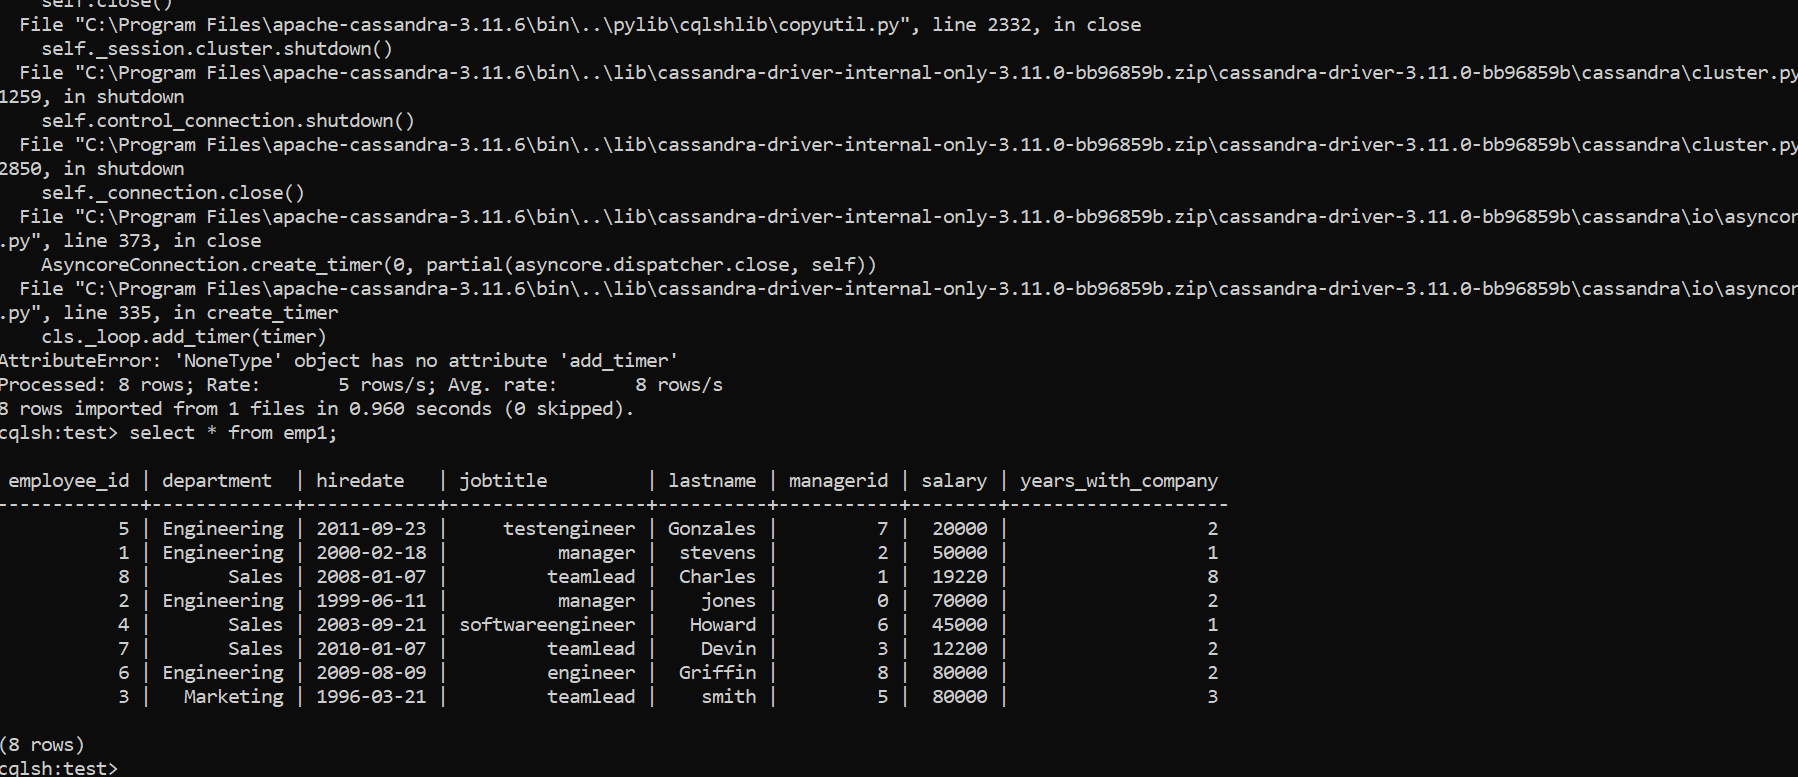 self.close()
File "C:\Program Files\apache-cassandra-3.11.6\bin\..\pylib\cqlshlib\copyutil.py", line 2332, in close
self._session.cluster.shutdown()
File "C:\Program Files\apache-cassandra-3.11.6\bin\..\lib\cassandra-driver-internal-only-3.11.0-bb96859b.zip\cassandra-driver-3.11.0-bb96859b\cassandra\cluster.py
1259, in shutdown
self.control_connection.shutdown()
File "C:\Program Files\apache-cassandra-3.11.6\bin\..\lib\cassandra-driver-internal-only-3.11.0-bb96859b.zip\cassandra-driver-3.11.0-bb96859b\cassandra\cluster.py
2850, in shutdown
self._connection.close()
File "C:\Program Files\apache-cassandra-3.11.6\bin\..\lib\cassandra-driver-internal-only-3.11.0-bb96859b.zip\cassandra-driver-3.11.0-bb96859b\cassandra\io\asyncor
.py", line 373, in close
AsyncoreConnection.create_timer(0, partial(asyncore.dispatcher.close, self))
File "C:\Program Files\apache-cassandra-3.11.6\bin\..\lib\cassandra-driver-internal-only-3.11.0-bb96859b.zip\cassandra-driver-3.11.0-bb96859b\cassandra\io\asyncor
.py", line 335, in create_timer
cls._loop.add_timer(timer)
AttributeError: 'NoneType' object has no attribute 'add_timer'
Processed: 8 rows; Rate:       5 rows/s; Avg. rate:       8 rows/s
8 rows imported from 1 files in 0.960 seconds (0 skipped).
cqlsh:test> select * from emp1;
employee_id | department  | hiredate   | jobtitle         | lastname | managerid | salary | years_with_company
-------------+-------------+------------+------------------+----------+-----------+--------+--------------------
5 | Engineering | 2011-09-23 |     testengineer | Gonzales |         7 |  20000 |                  2
1 | Engineering | 2000-02-18 |          manager |  stevens |         2 |  50000 |                  1
8 |       Sales | 2008-01-07 |         teamlead |  Charles |         1 |  19220 |                  8
2 | Engineering | 1999-06-11 |          manager |    jones |         0 |  70000 |                  2
4 |       Sales | 2003-09-21 | softwareengineer |   Howard |         6 |  45000 |                  1
7 |       Sales | 2010-01-07 |         teamlead |    Devin |         3 |  12200 |                  2
6 | Engineering | 2009-08-09 |         engineer |  Griffin |         8 |  80000 |                  2
3 |   Marketing | 1996-03-21 |         teamlead |    smith |         5 |  80000 |                  3
(8 rows)
cqlsh:test>